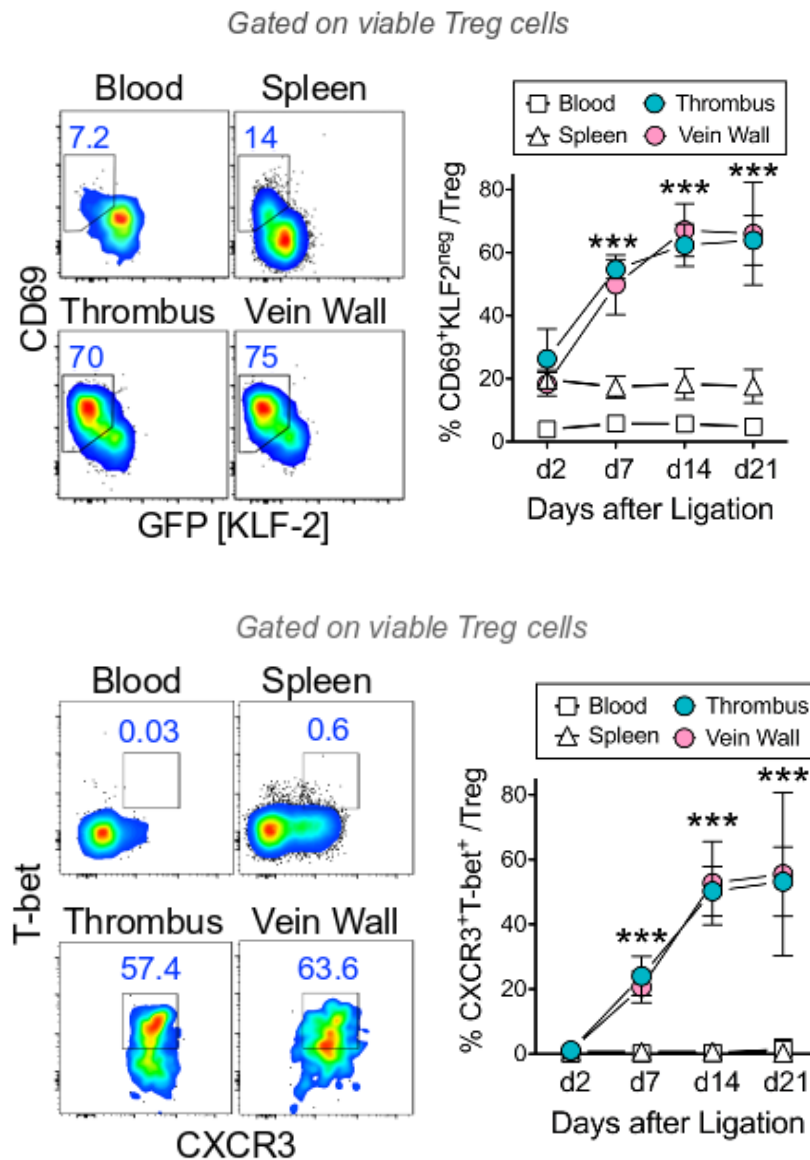 Gated on viable Treg cells
Blood Spleen
7.2 14
Thrombus Vein Wall
70 75
CD69
GFP [KLF-2]
Blood Thrombus
Spleen Vein Wall
% CD69⁺KLF2ⁿᵉᵍ /Treg
80
60
40
20
0
*** *** ***
d2 d7 d14 d21
Days after Ligation
Gated on viable Treg cells
Blood Spleen
0.03 0.6
Thrombus Vein Wall
57.4 63.6
T-bet
CXCR3
Blood Thrombus
Spleen Vein Wall
% CXCR3⁺T-bet⁺ /Treg
80
60
40
20
0
*** *** ***
d2 d7 d14 d21
Days after Ligation